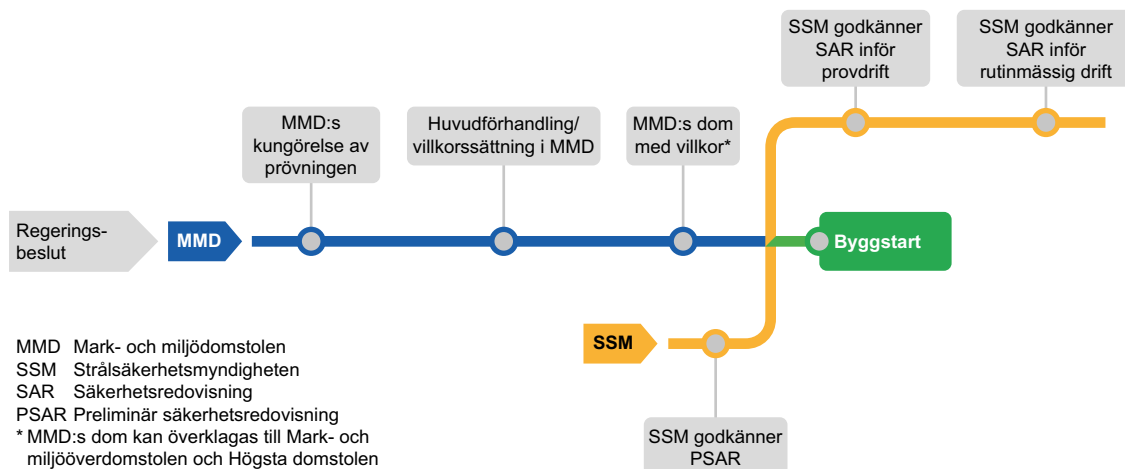 SSM godkänner
SAR inför
provdrift
SSM godkänner
SAR inför
rutinmässig drift
MMD:s
kungörelse av
prövningen
Huvudförhandling/
villkorssättning i MMD
MMD:s dom
med villkor*
Regerings-
beslut
MMD
Byggstart
SSM
SSM godkänner
PSAR
MMD Mark- och miljödomstolen
SSM Strålsäkerhetsmyndigheten
SAR Säkerhetsredovisning
PSAR Preliminär säkerhetsredovisning
* MMD:s dom kan överklagas till Mark- och
miljööverdomstolen och Högsta domstolen